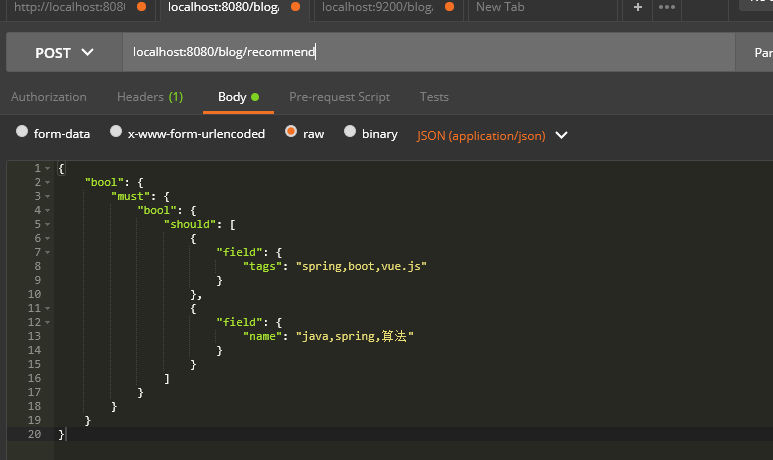 http://localhost:808 localhost:8080/blog localhost:9200/blog New Tab + •••
POST localhost:8080/blog/recommend Par
Authorization Headers (1) Body Pre-request Script Tests
form-data x-www-form-urlencoded raw binary JSON (application/json)
1 {
2 "bool": {
3 "must": {
4 "bool": {
5 "should": [
6 {
7 "field": {
8 "tags": "spring,boot,vue.js"
9 }
10 },
11 {
12 "field": {
13 "name": "java,spring,算法"
14 }
15 }
16 ]
17 }
18 }
19 }
20 }